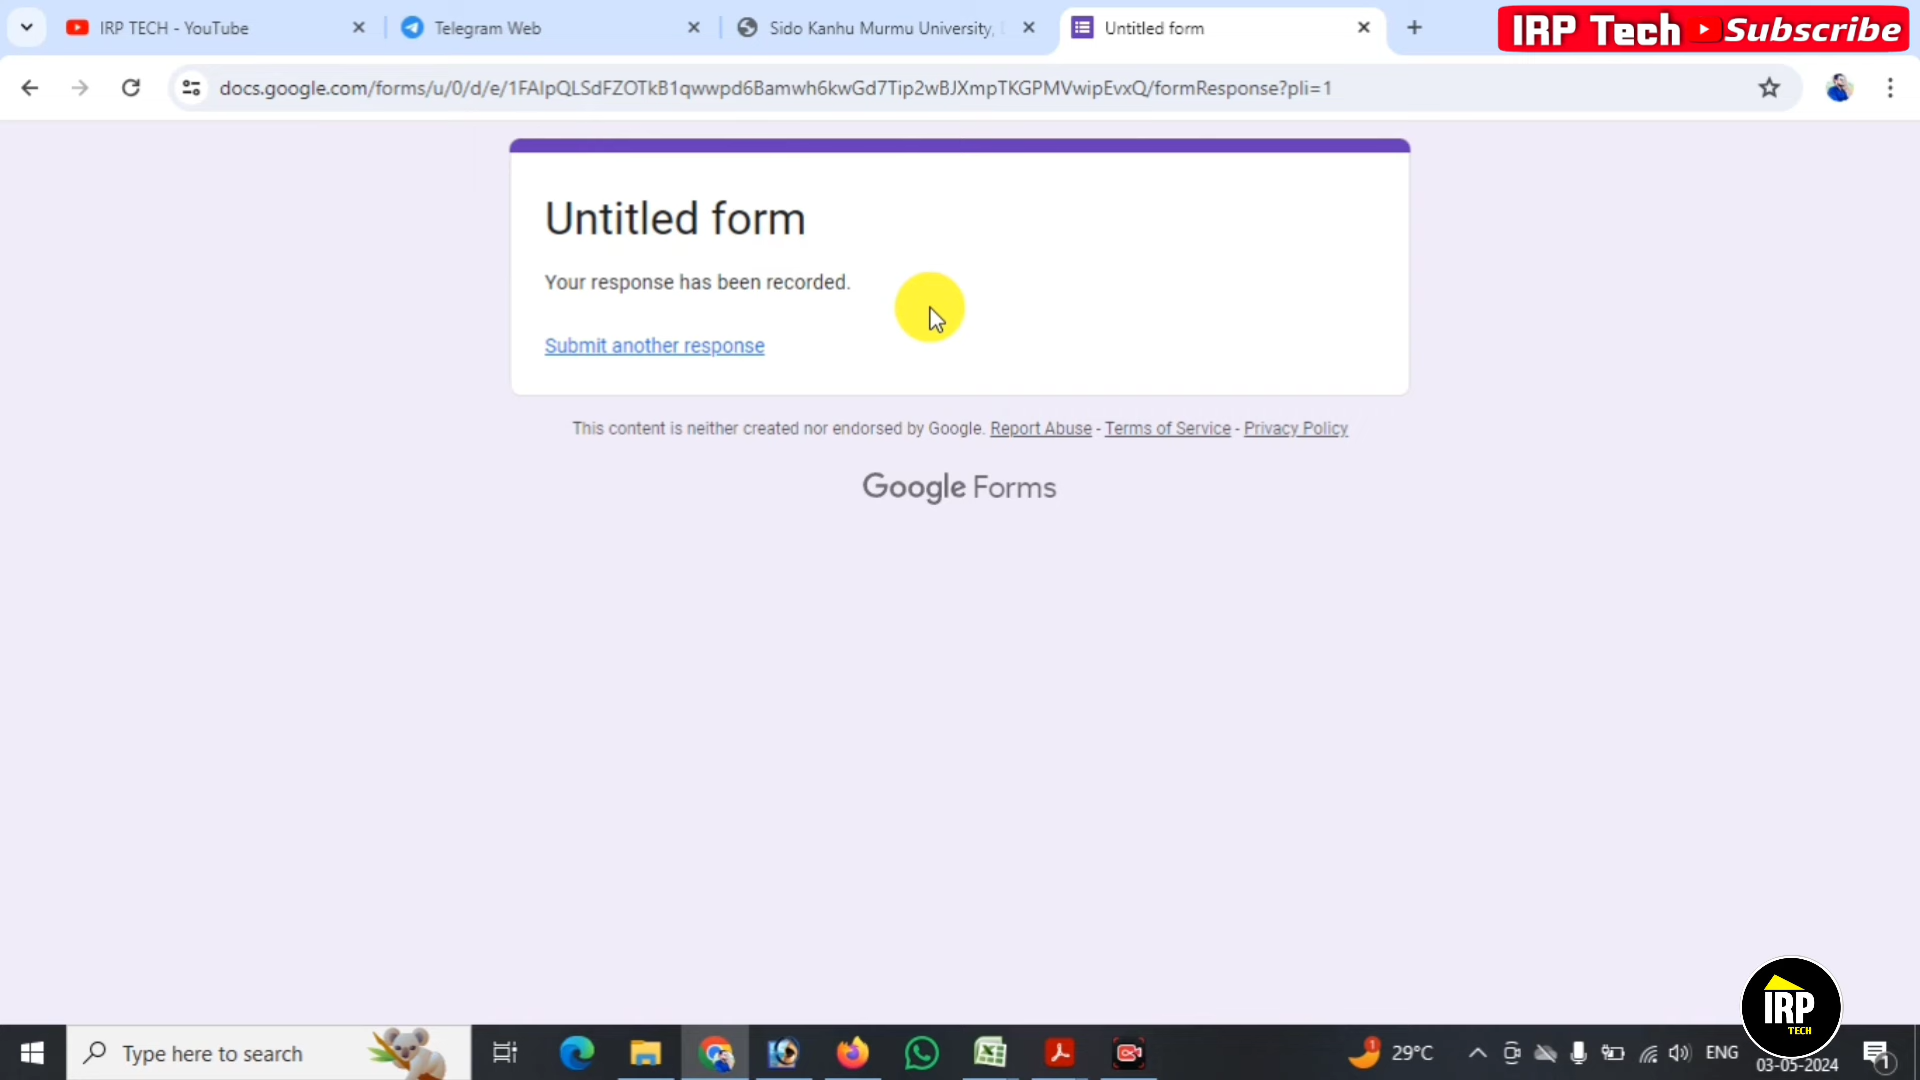 IRP TECH - YouTube
Telegram Web
Sido Kanhu Murmu University,
Untitled form
IRP Tech Subscribe
docs.google.com/forms/u/0/d/e/1FAIpQLSdFZOTkB1qwwpd6Bamwh6kwGd7Tip2wBJXmpTKGPMVwipEvxQ/formResponse?pli=1
Untitled form
Your response has been recorded.
Submit another response
This content is neither created nor endorsed by Google. Report Abuse - Terms of Service - Privacy Policy
Google Forms
IRP
TECH
Type here to search
1
29°C
ENG
03-05-2024
1